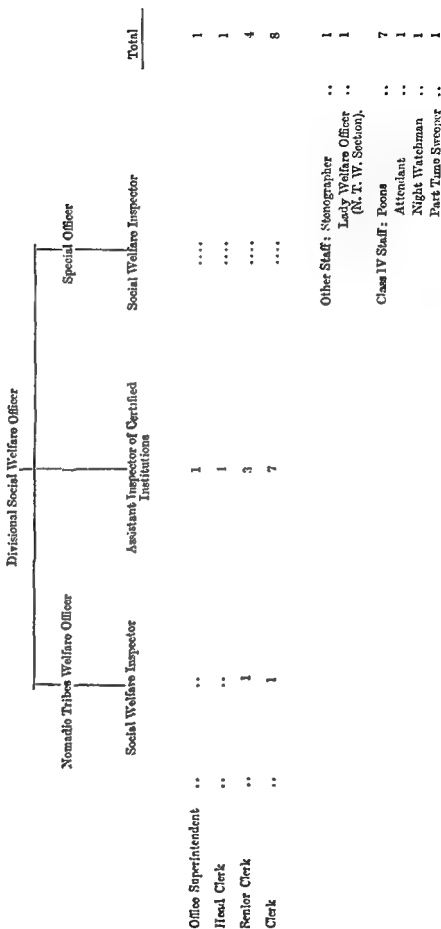 Divisional Social Welfare Officer
Nomadic Tribes Welfare Officer Special Officer
Social Welfare Inspector Assistant Inspector of Certified Institutions Social Welfare Inspector Total
Office Superintendent .. .. 1 .... 1
Head Clerk .. .. 1 .... 1
Senior Clerk .. 1 3 .... 4
Clerk .. 1 7 .... 8
Other Staff: Stenographer .. 1
Lady Welfare Officer .. 1
(N. T. W. Section).
Class IV Staff: Peons .. 7
Attendant .. 1
Night Watchman .. 1
Part Time Sweeper .. 1